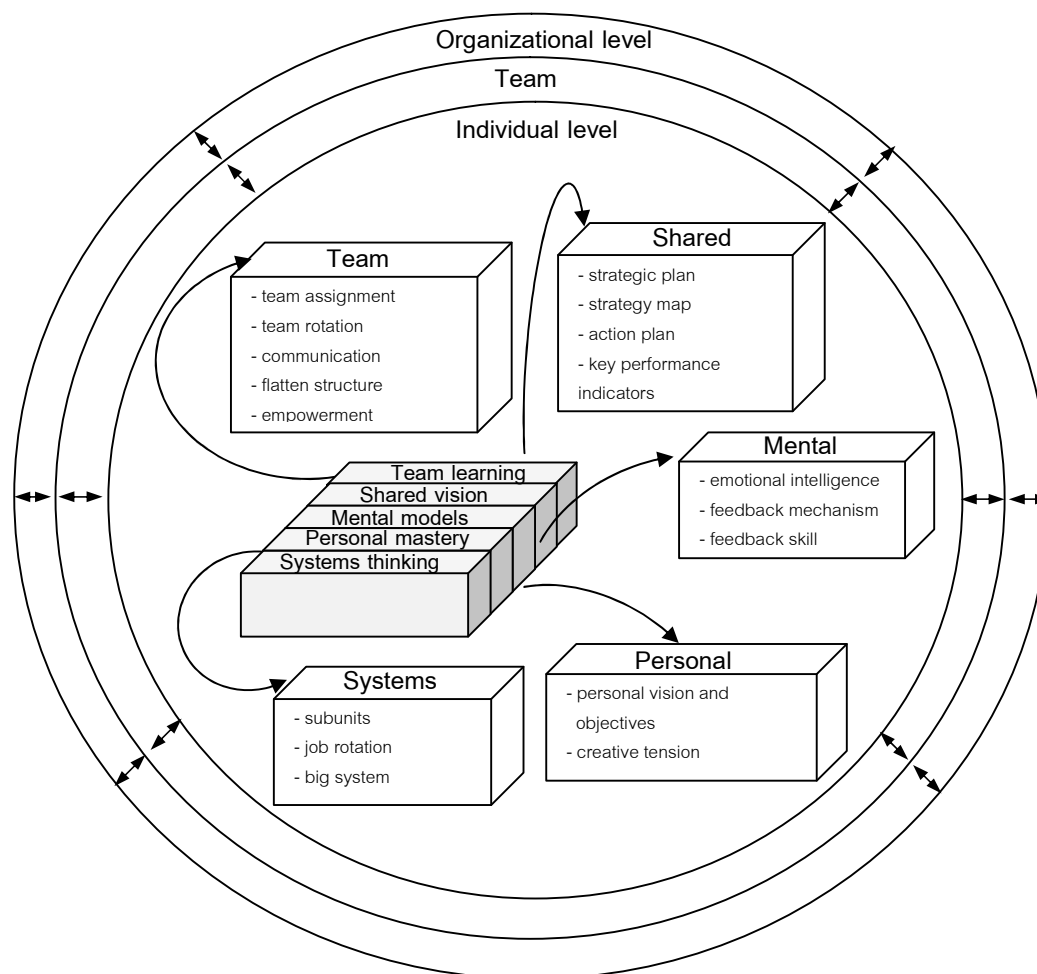 Organizational level
Team
Individual level
Team
- team assignment
- team rotation
- communication
- flatten structure
- empowerment
Shared
- strategic plan
- strategy map
- action plan
- key performance
indicators
Mental
- emotional intelligence
- feedback mechanism
- feedback skill
Team learning
Shared vision
Mental models
Personal mastery
Systems thinking
Systems
- subunits
- job rotation
- big system
Personal
- personal vision and
objectives
- creative tension